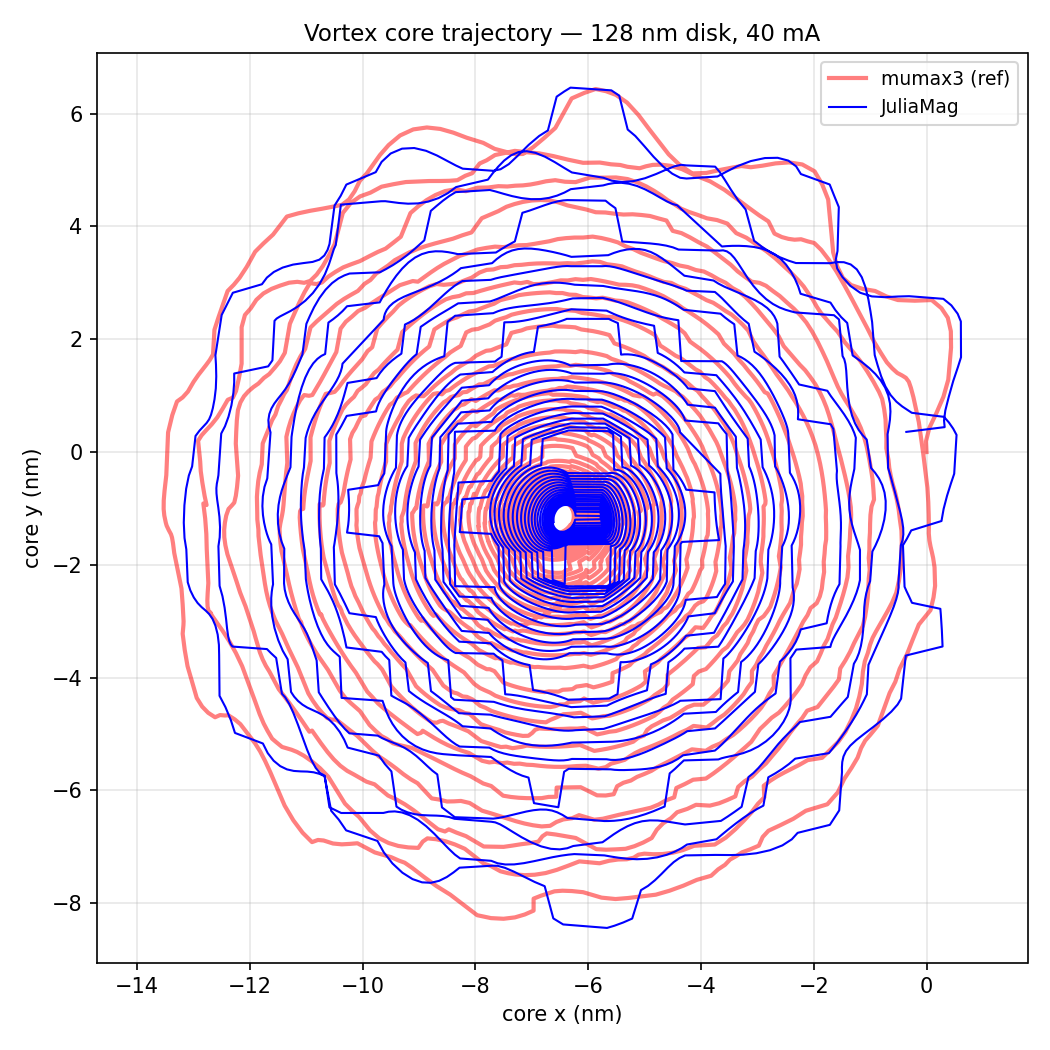 Vortex core trajectory — 128 nm disk, 40 mA
mumax3 (ref)
JuliaMag
6
4
2
0
−2
−4
−6
−8
core y (nm)
−14 −12 −10 −8 −6 −4 −2 0
core x (nm)